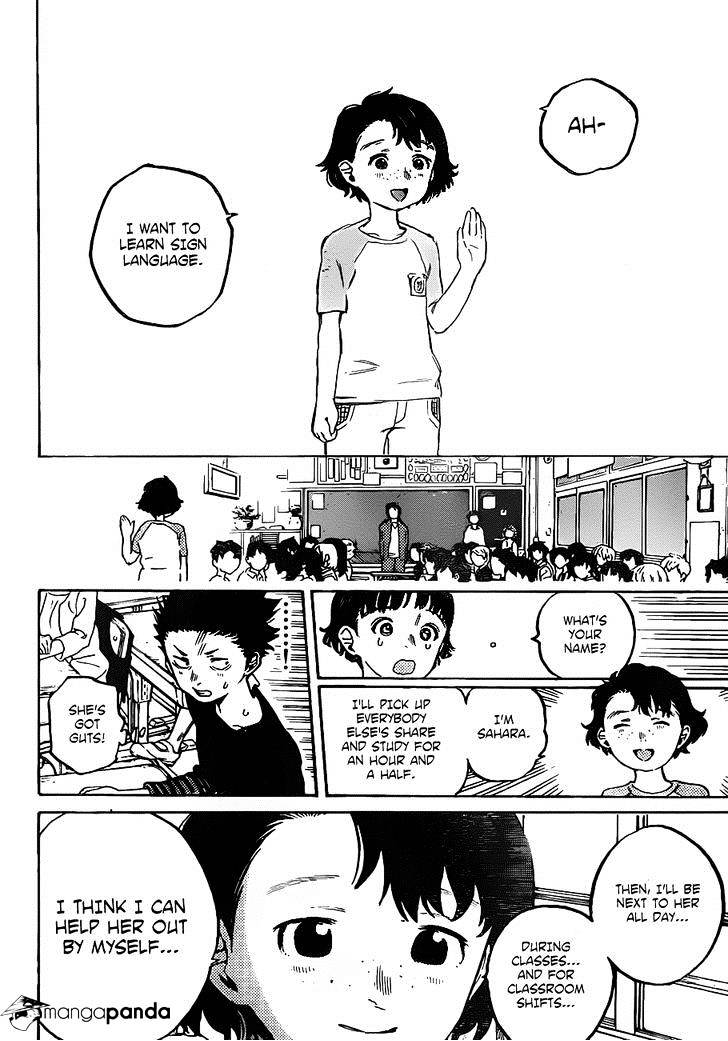 AH-
I WANT TO
LEARN SIGN
LANGUAGE.
WHAT'S
YOUR
NAME?
SHE'S
GOT
GUTS!
I'M
SAHARA.
I'LL PICK UP
EVERYBODY
ELSE'S SHARE
AND STUDY FOR
AN HOUR AND
A HALF.
THEN, I'LL BE
NEXT TO HER
ALL DAY...
DURING
CLASSES...
...AND FOR
CLASSROOM
SHIFTS...
I THINK I CAN
HELP HER OUT
BY MYSELF...
mangapanda